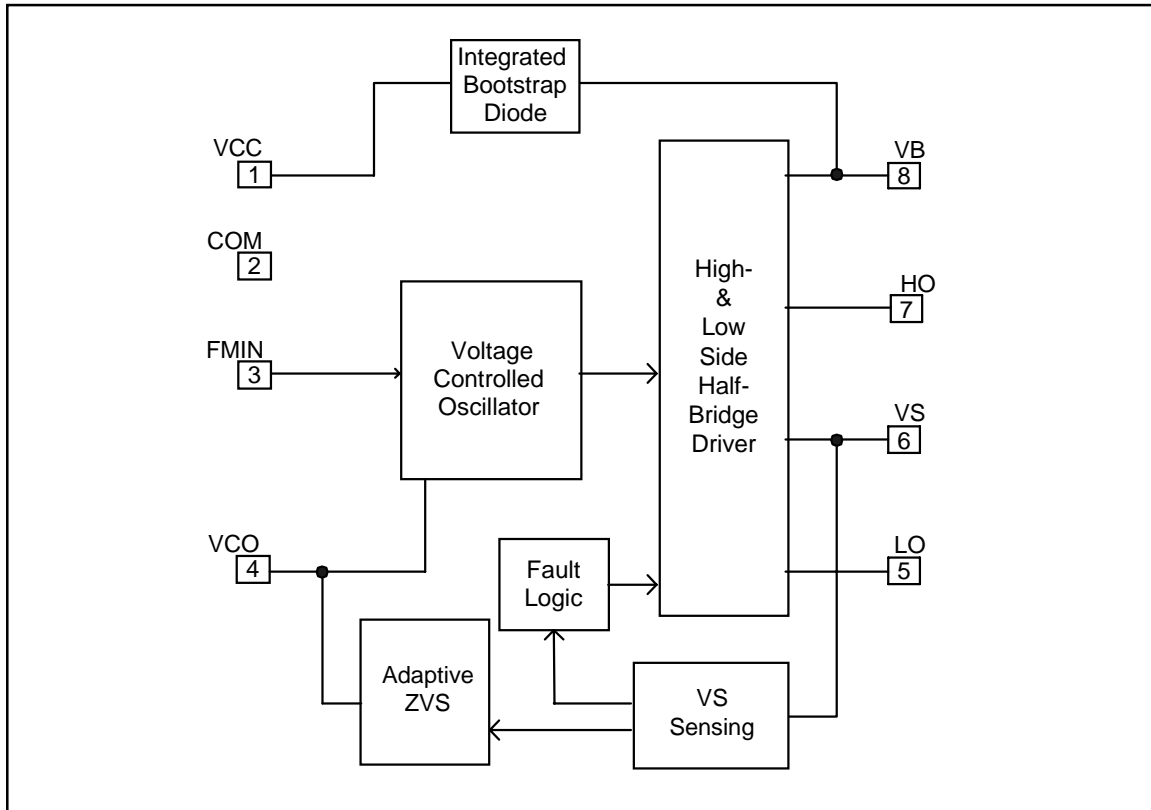 Integrated
Bootstrap
Diode
VCC
1
VB
8
COM
2
HO
7
FMIN
3
Voltage
Controlled
Oscillator
High-
&
Low
Side
Half-
Bridge
Driver
VS
6
VCO
4
LO
5
Fault
Logic
Adaptive
ZVS
VS
Sensing